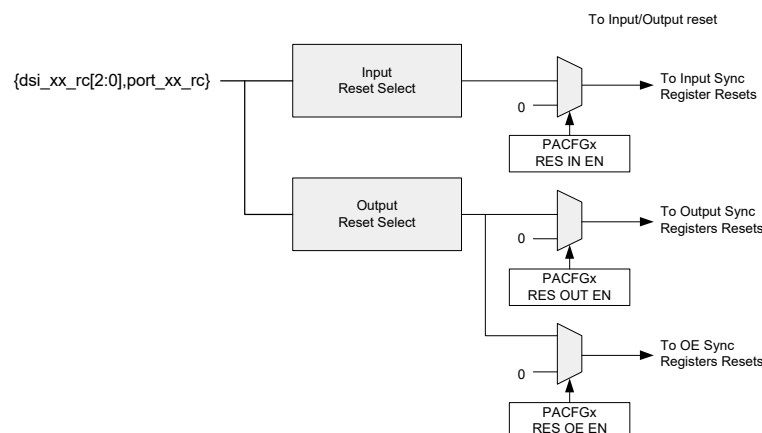 To Input/Output reset
{dsi_xx_rc[2:0],port_xx_rc}
Input
Reset Select
0
To Input Sync
Register Resets
PACFGx
RES IN EN
Output
Reset Select
0
To Output Sync
Registers Resets
PACFGx
RES OUT EN
0
To OE Sync
Registers Resets
PACFGx
RES OE EN